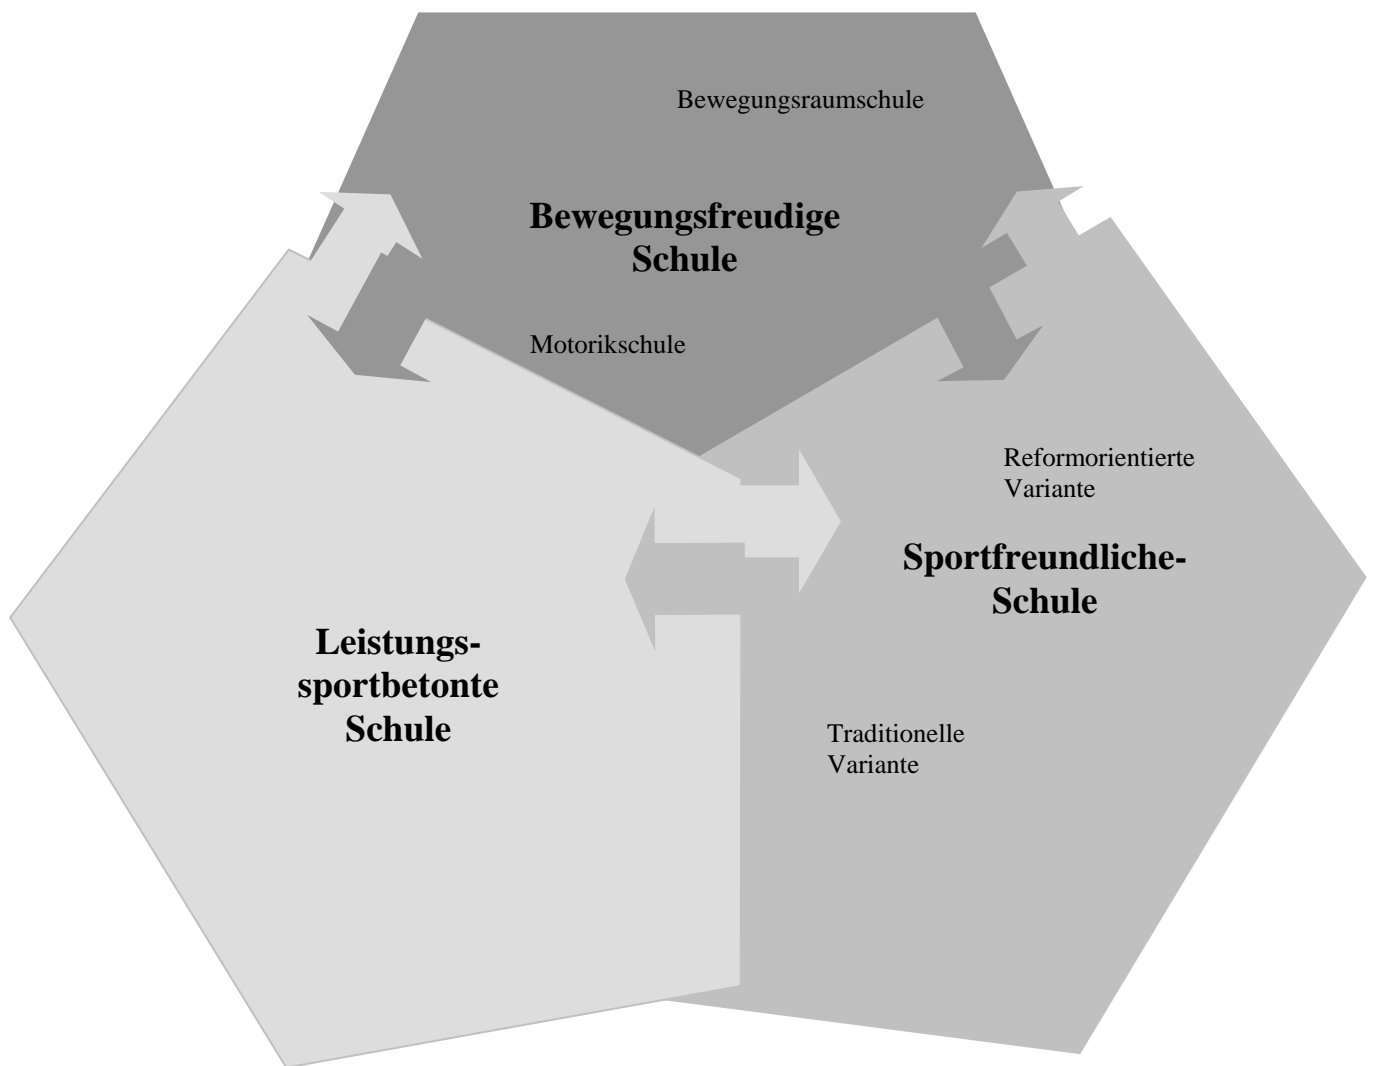 Bewegungsraumschule
Bewegungsfreudige
Schule
Motorikschule
Reformorientierte
Variante
Sportfreundliche-
Schule
Leistungs-
sportbetonte
Schule
Traditionelle
Variante